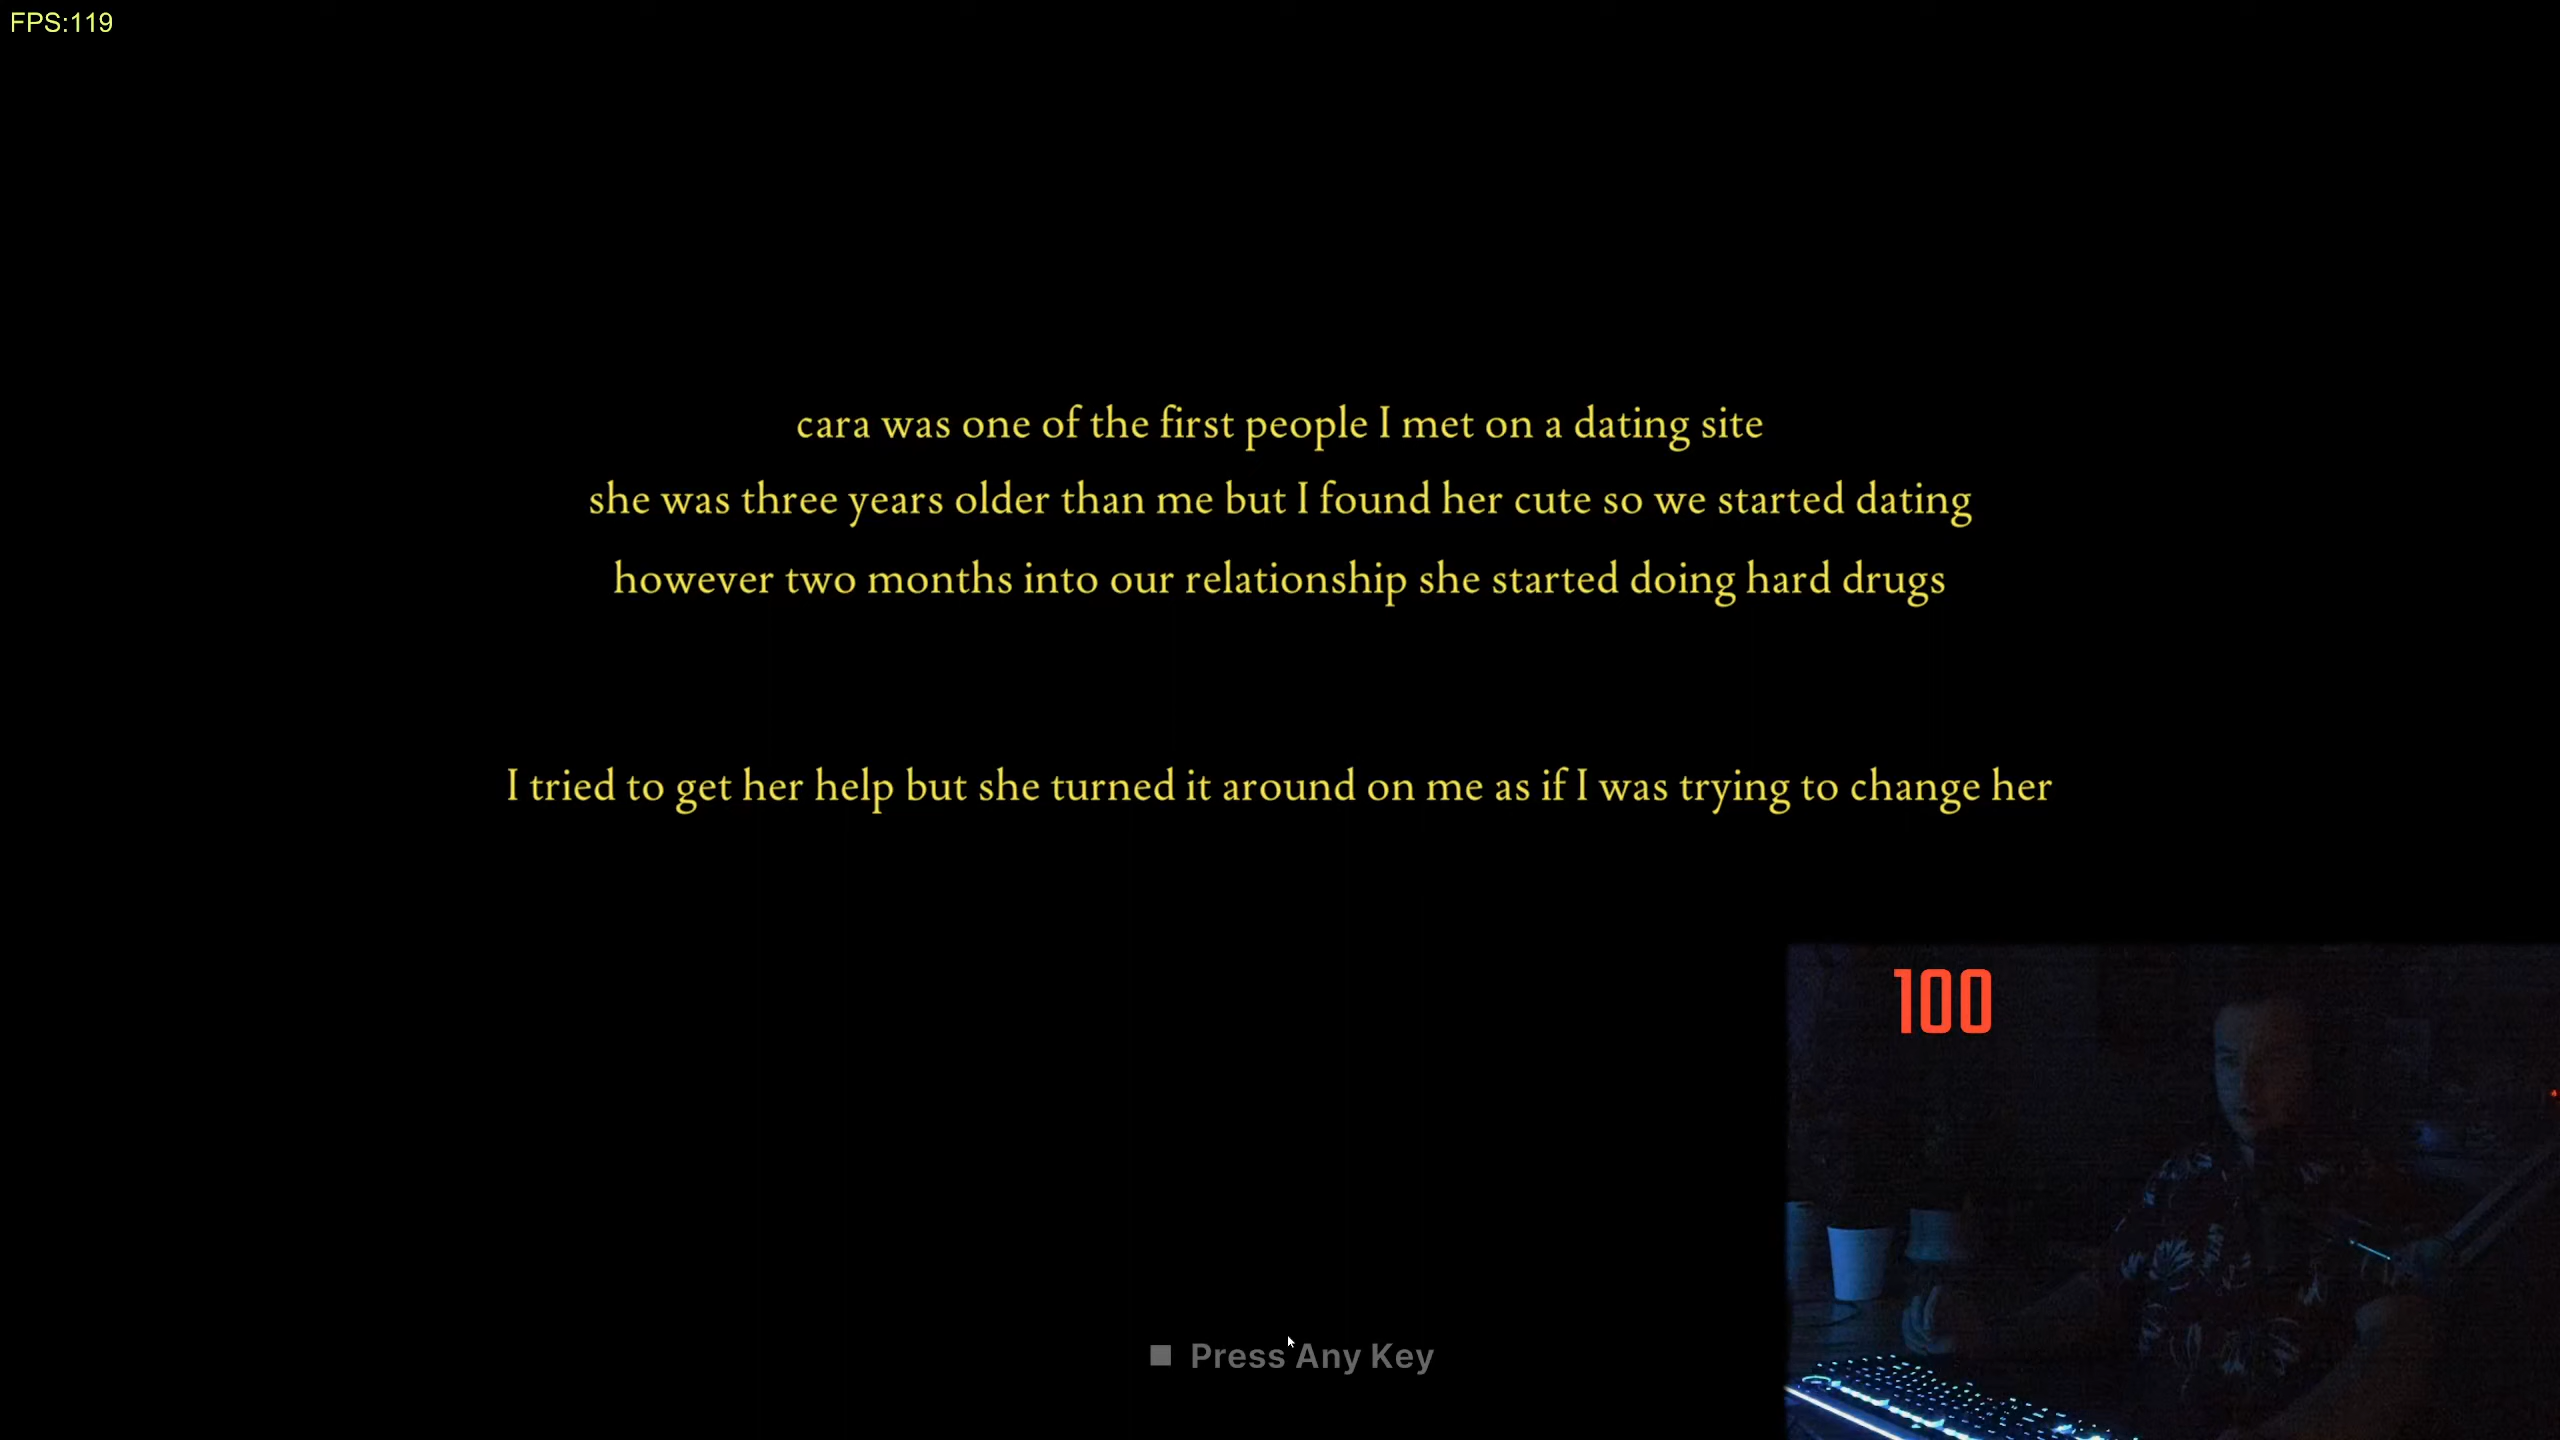 FPS:119
cara was one of the first people I met on a dating site
she was three years older than me but I found her cute so we started dating
however two months into our relationship she started doing hard drugs
I tried to get her help but she turned it around on me as if I was trying to change her
100
Press Any Key